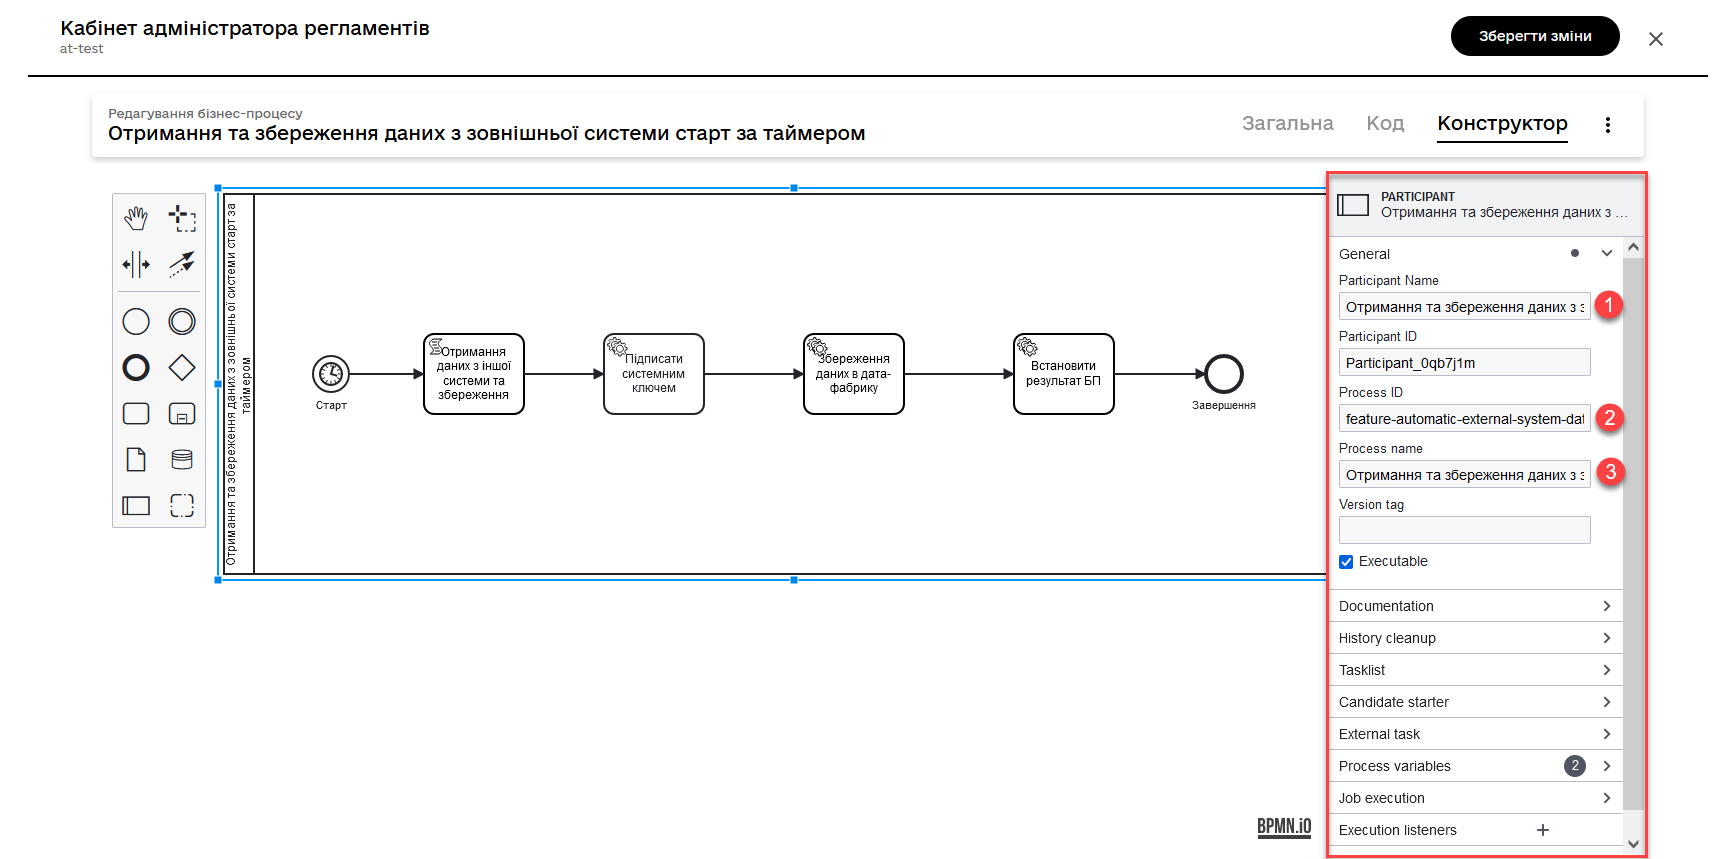 Кабінет адміністратора регламентів
at-test
Зберегти зміни
Редагування бізнес-процесу
Отримання та збереження даних з зовнішньої системи старт за таймером
Загальна
Код
Конструктор
Отримання та збереження даних з зовнішньої системи старт за
таймером
Старт
Отримання
даних з іншої
системи та
збереження
Підписати
системним
ключем
Збереження
даних в дата-
фабрику
Встановити
результат БП
Завершення
BPMN.iO
PARTICIPANT
Отримання та збереження даних з ...
General
Participant Name
Отримання та збереження даних з з
1
Participant ID
Participant_0qb7j1m
Process ID
feature-automatic-external-system-dat
2
Process name
Отримання та збереження даних з з
3
Version tag
Executable
Documentation
History cleanup
Tasklist
Candidate starter
External task
Process variables
2
Job execution
Execution listeners